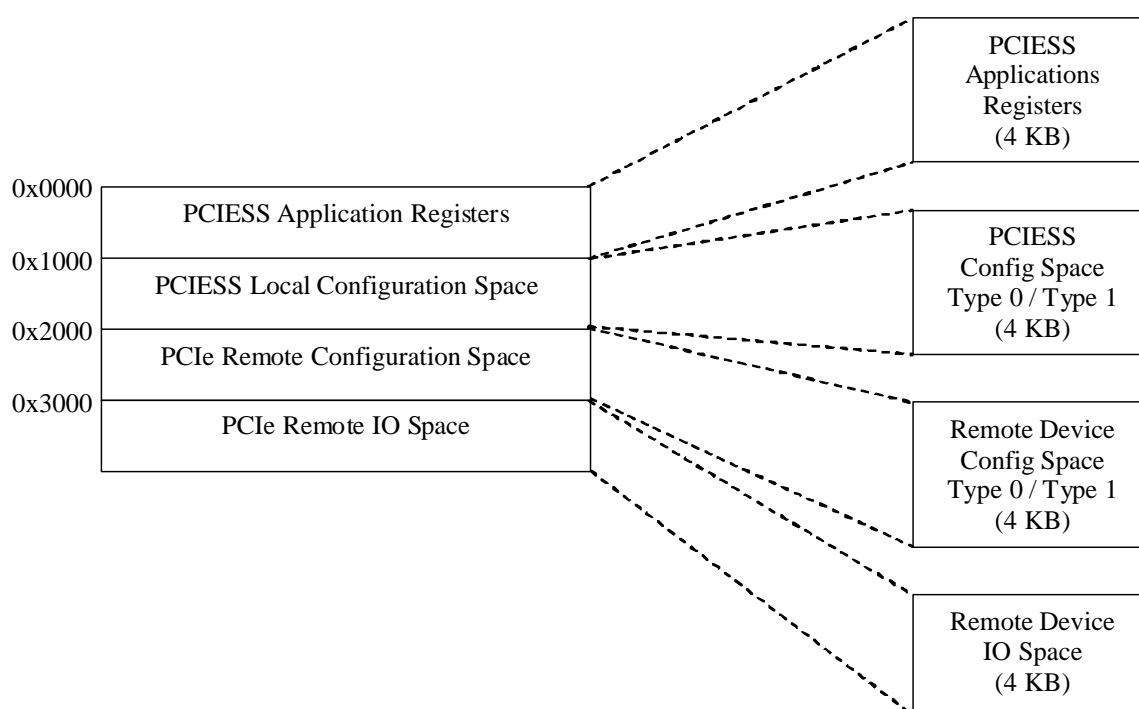 0x0000
PCIESS Application Registers
0x1000
PCIESS Local Configuration Space
0x2000
PCIe Remote Configuration Space
0x3000
PCIe Remote IO Space
PCIESS
Applications
Registers
(4 KB)
PCIESS
Config Space
Type 0 / Type 1
(4 KB)
Remote Device
Config Space
Type 0 / Type 1
(4 KB)
Remote Device
IO Space
(4 KB)